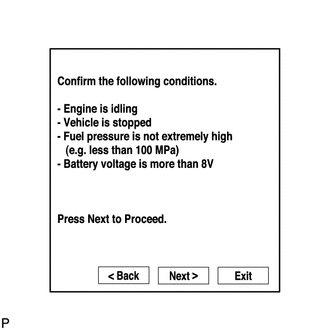 Confirm the following conditions.
- Engine is idling
- Vehicle is stopped
- Fuel pressure is not extremely high
(e.g. less than 100 MPa)
- Battery voltage is more than 8V
Press Next to Proceed.
< Back
Next >
Exit
P